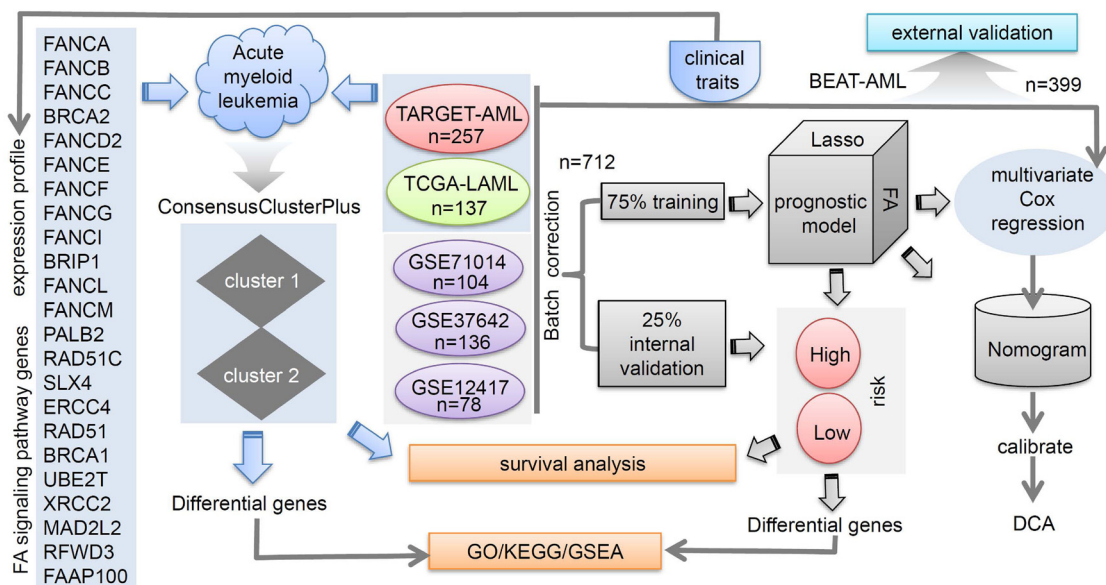 FA signaling pathway genes expression profile
FANCA
FANCB
FANCC
BRCA2
FANCD2
FANCE
FANCF
FANCG
FANCI
BRIP1
FANCL
FANCM
PALB2
RAD51C
SLX4
ERCC4
RAD51
BRCA1
UBE2T
XRCC2
MAD2L2
RFWD3
FAAP100
Acute
myeloid
leukemia
ConsensusClusterPlus
cluster 1
cluster 2
Differential genes
TARGET-AML
n=257
TCGA-LAML
n=137
GSE71014
n=104
GSE37642
n=136
GSE12417
n=78
Batch correction
n=712
75% training
25%
internal
validation
clinical
traits
Lasso
prognostic
model
FA
High
Low
risk
survival analysis
Differential genes
GO/KEGG/GSEA
external validation
BEAT-AML
n=399
multivariate
Cox
regression
Nomogram
calibrate
DCA